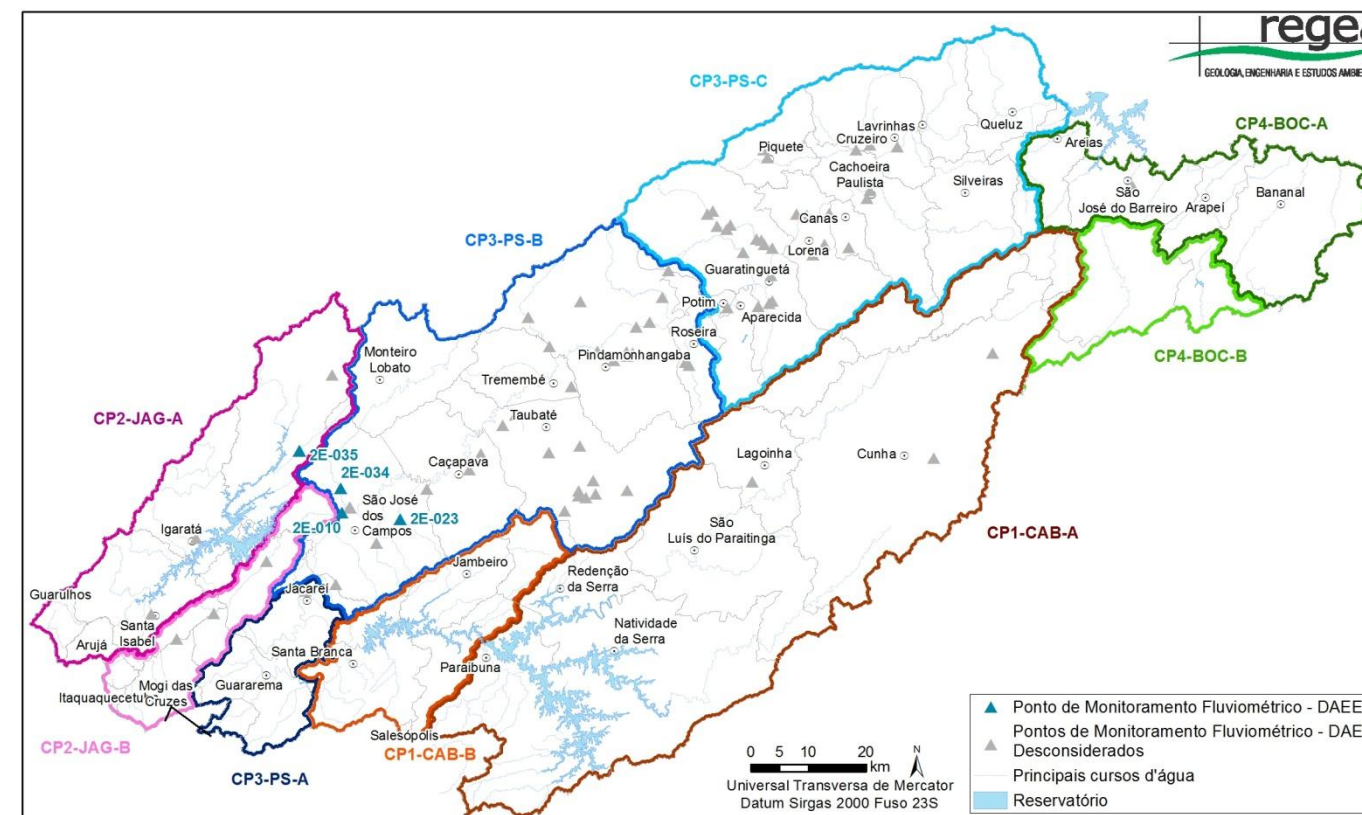 rege
GEOLOGIA, ENGENHARIA E ESTUDOS AMBIE
CP3-PS-C
CP4-BOC-A
Lavrinhas
Queluz
Cruzeiro
Piquete
Areias
Cachoeira
Paulista
Silveiras
São
José do Barreiro
Arapeí
Bananal
Canas
Lorena
CP3-PS-B
Guaratinguetá
Potim
Aparecida
Roseira
CP4-BOC-B
Monteiro
Lobato
Pindamonhangaba
Tremembé
CP2-JAG-A
Taubaté
2E-035
2E-034
Caçapava
Lagoinha
Cunha
São José
dos
Campos
2E-010
2E-023
Igaratá
São
Luís do Paraitinga
CP1-CAB-A
Jambeiro
Redenção
da Serra
Guarulhos
Jacareí
Santa
Isabel
Arujá
Natividade
da Serra
Santa Branca
Paraibuna
Mogi das
Cruzes
Itaquaquecetub
Guararema
CP2-JAG-B
Salesópolis
CP1-CAB-B
CP3-PS-A
0 5 10 20
km
N
Universal Transversa de Mercator
Datum Sirgas 2000 Fuso 23S
Ponto de Monitoramento Fluviométrico - DAEE
Pontos de Monitoramento Fluviométrico - DAE
Desconsiderados
Principais cursos d'água
Reservatório